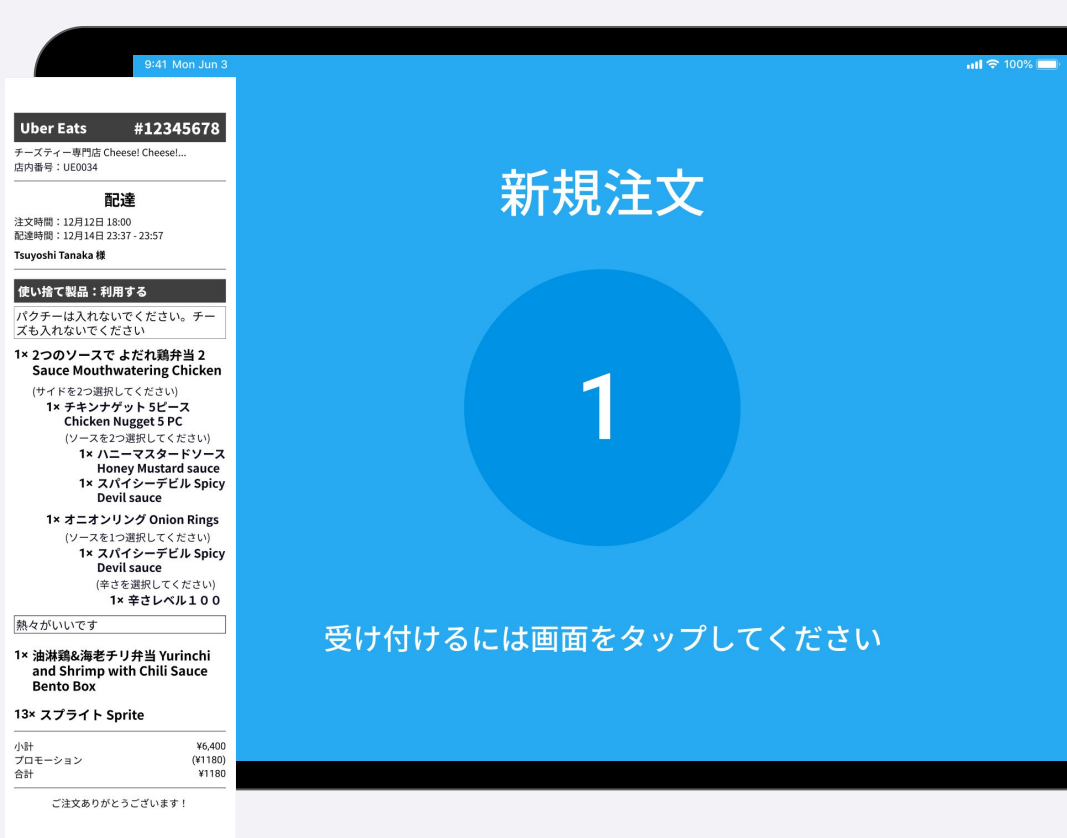 9:41 Mon Jun 3
100%
Uber Eats #12345678
チーズティー専門店 Cheese! Cheese!...
店内番号：UE0034
配達
注文時間：12月12日 18:00
配達時間：12月14日 23:37 - 23:57
Tsuyoshi Tanaka 様
使い捨て製品：利用する
パクチーは入れないでください。チー
ズも入れないでください
1× 2つのソースで よだれ鶏弁当 2
Sauce Mouthwatering Chicken
(サイドを2つ選択してください)
1× チキンナゲット 5ピース
Chicken Nugget 5 PC
(ソースを2つ選択してください)
1× ハニーマスタードソース
Honey Mustard sauce
1× スパイシーデビル Spicy
Devil sauce
1× オニオンリング Onion Rings
(ソースを1つ選択してください)
1× スパイシーデビル Spicy
Devil sauce
(辛さを選択してください)
1× 辛さレベル１００
熱々がいいです
1× 油淋鶏&海老チリ弁当 Yurinchi
and Shrimp with Chili Sauce
Bento Box
13× スプライト Sprite
小計 ¥6,400
プロモーション (¥1180)
合計 ¥1180
ご注文ありがとうございます！
新規注文
1
受け付けるには画面をタップしてください